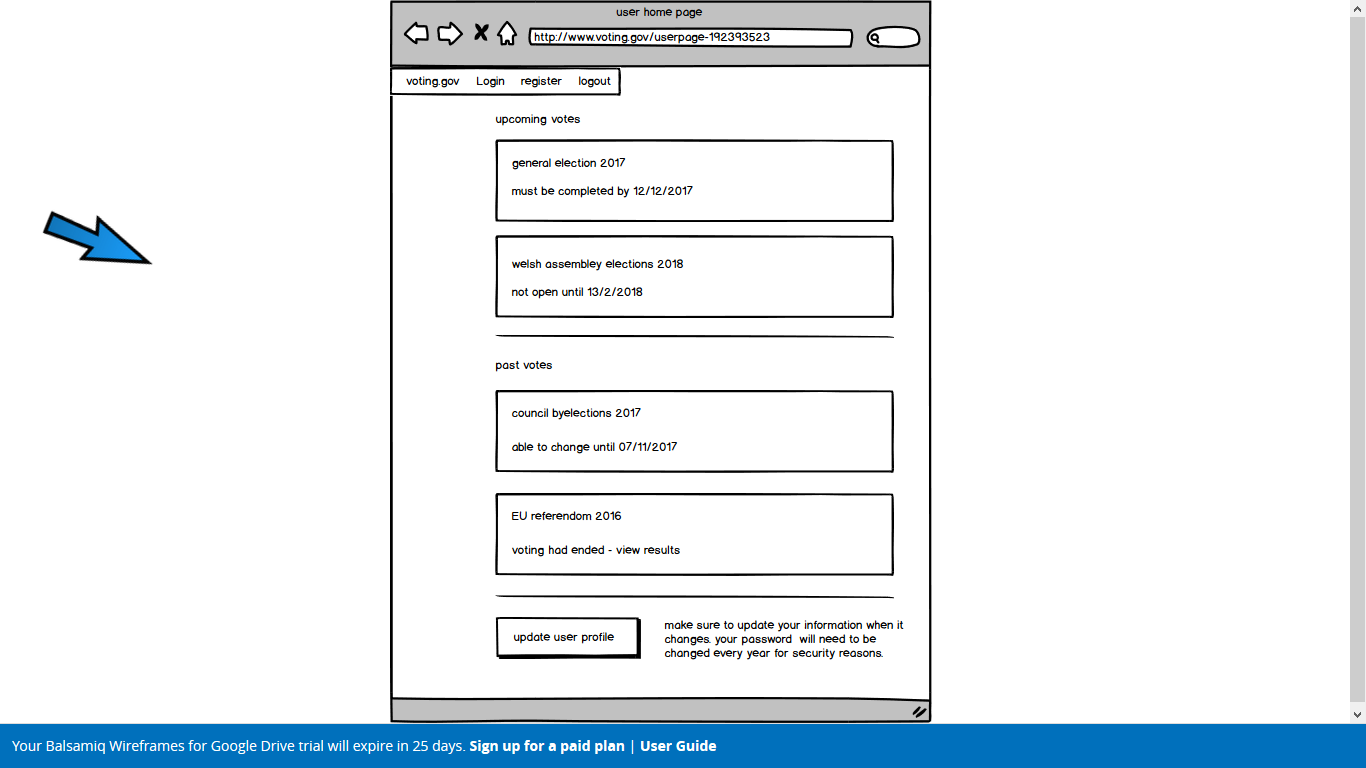 user home page
http://www.voting.gov/userpage-192393523
voting.gov Login register logout
upcoming votes
general election 2017
must be completed by 12/12/2017
welsh assembley elections 2018
not open until 13/2/2018
past votes
council byelections 2017
able to change until 07/11/2017
EU referendom 2016
voting had ended - view results
update user profile
make sure to update your information when it
changes. your password will need to be
changed every year for security reasons.
Your Balsamiq Wireframes for Google Drive trial will expire in 25 days. Sign up for a paid plan | User Guide